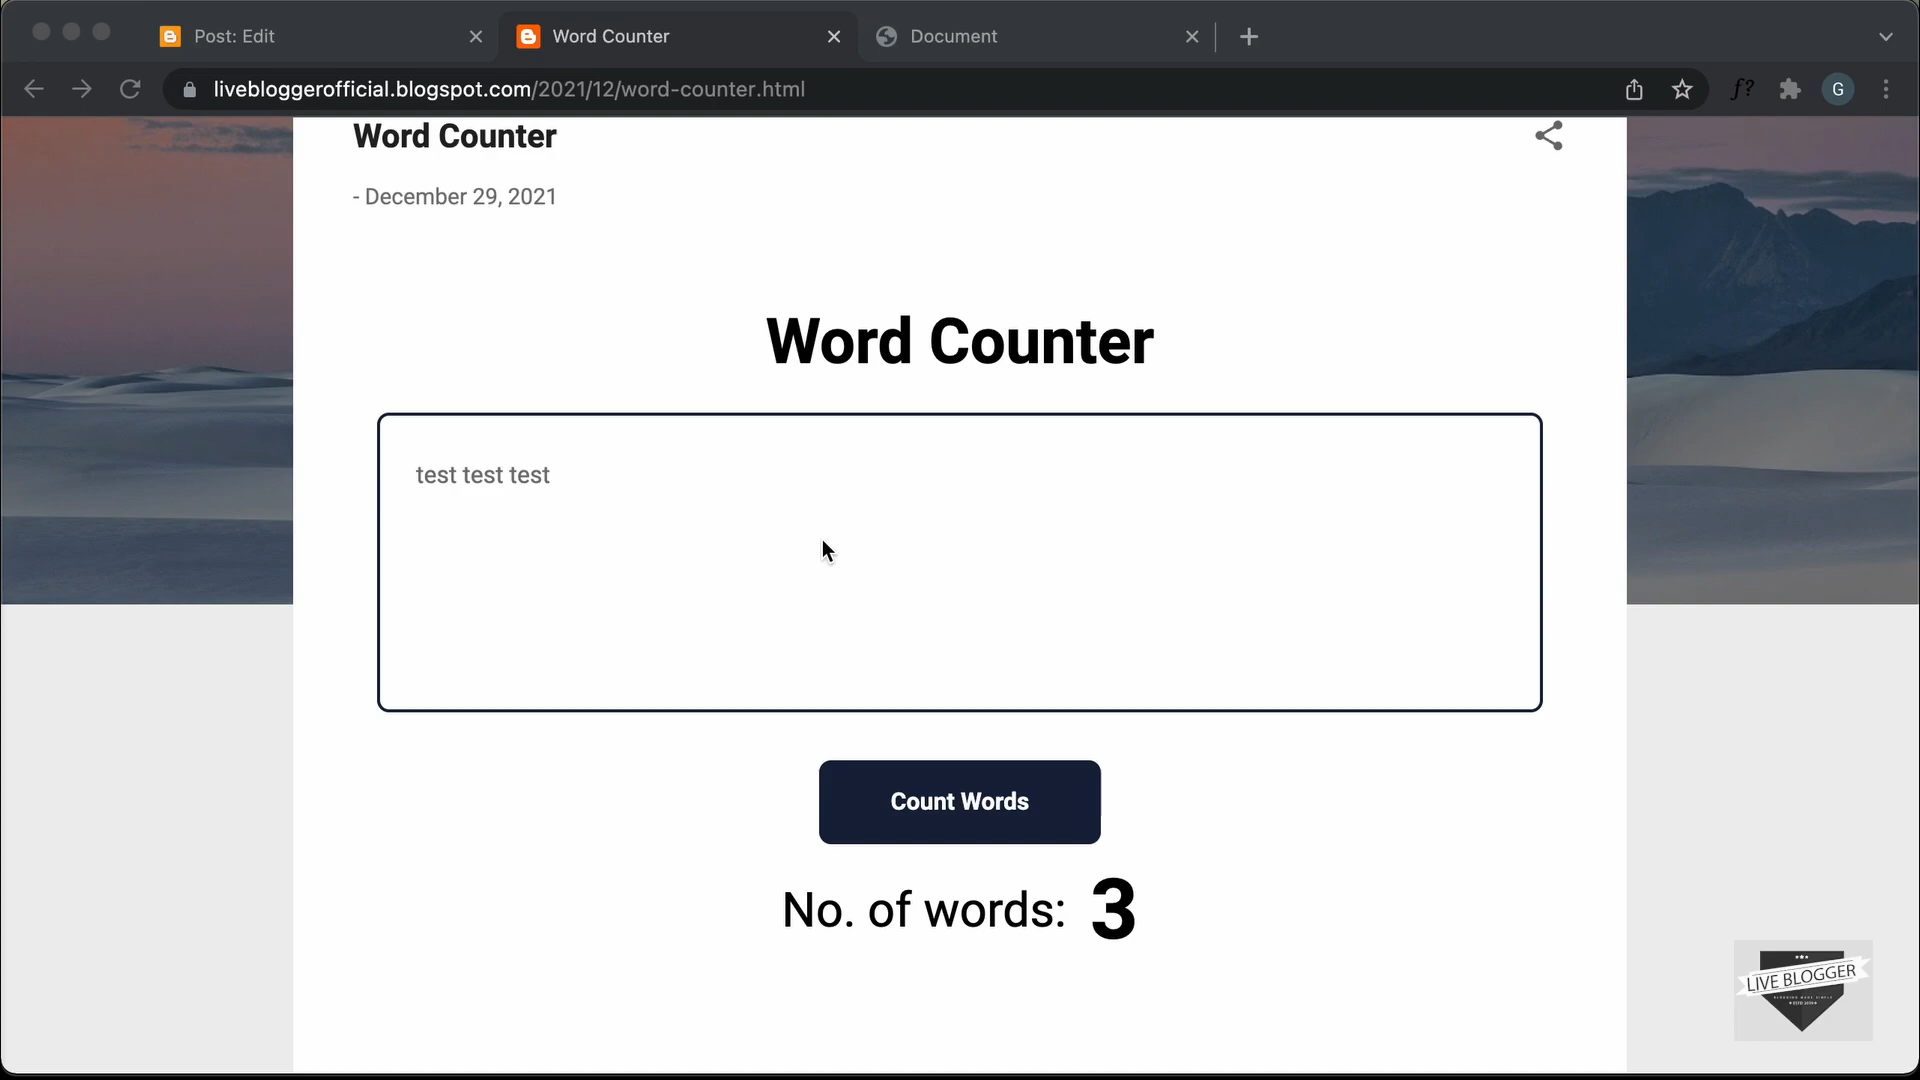 Post: Edit
Word Counter
Document
livebloggerofficial.blogspot.com/2021/12/word-counter.html
f?
G
Word Counter
- December 29, 2021
Word Counter
test test test
Count Words
No. of words: 3
LIVE BLOGGER